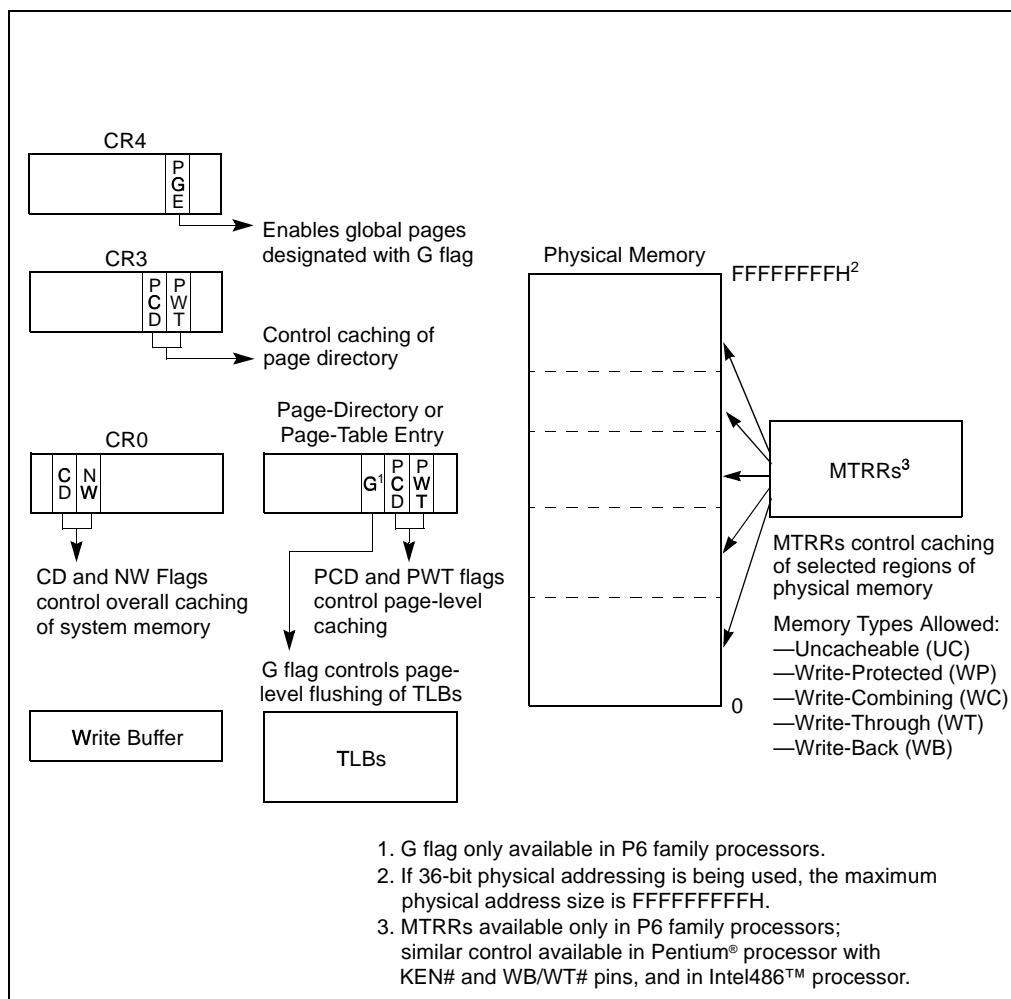 CR4
P
G
E
Enables global pages
designated with G flag
CR3
P P
C W
D T
Control caching of
page directory
CR0
C N
D W
CD and NW Flags
control overall caching
of system memory
Page-Directory or
Page-Table Entry
G¹
P P
C W
D T
PCD and PWT flags
control page-level
caching
G flag controls page-
level flushing of TLBs
Write Buffer
TLBs
Physical Memory
FFFFFFFFH²
0
MTRRs³
MTRRs control caching
of selected regions of
physical memory
Memory Types Allowed:
—Uncacheable (UC)
—Write-Protected (WP)
—Write-Combining (WC)
—Write-Through (WT)
—Write-Back (WB)
1. G flag only available in P6 family processors.
2. If 36-bit physical addressing is being used, the maximum
physical address size is FFFFFFFFFH.
3. MTRRs available only in P6 family processors;
similar control available in Pentium® processor with
KEN# and WB/WT# pins, and in Intel486™ processor.